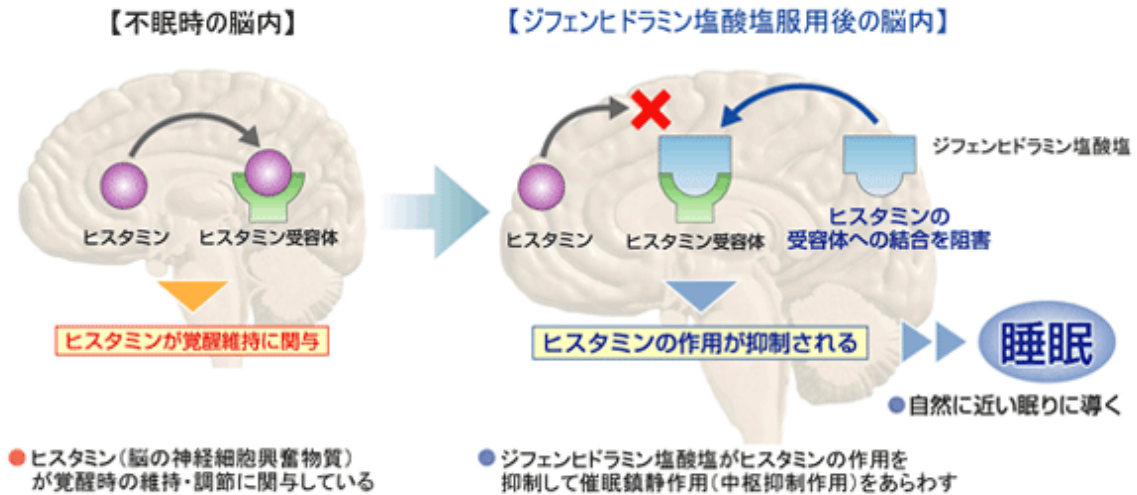 【不眠時の脳内】
ヒスタミン
ヒスタミン受容体
ヒスタミンが覚醒維持に関与
●ヒスタミン(脳の神経細胞興奮物質)
が覚醒時の維持・調節に関与している
【ジフェンヒドラミン塩酸塩服用後の脳内】
ジフェンヒドラミン塩酸塩
ヒスタミン
ヒスタミン受容体
ヒスタミンの
受容体への結合を阻害
ヒスタミンの作用が抑制される
睡眠
●自然に近い眠りに導く
●ジフェンヒドラミン塩酸塩がヒスタミンの作用を
抑制して催眠鎮静作用(中枢抑制作用)をあらわす